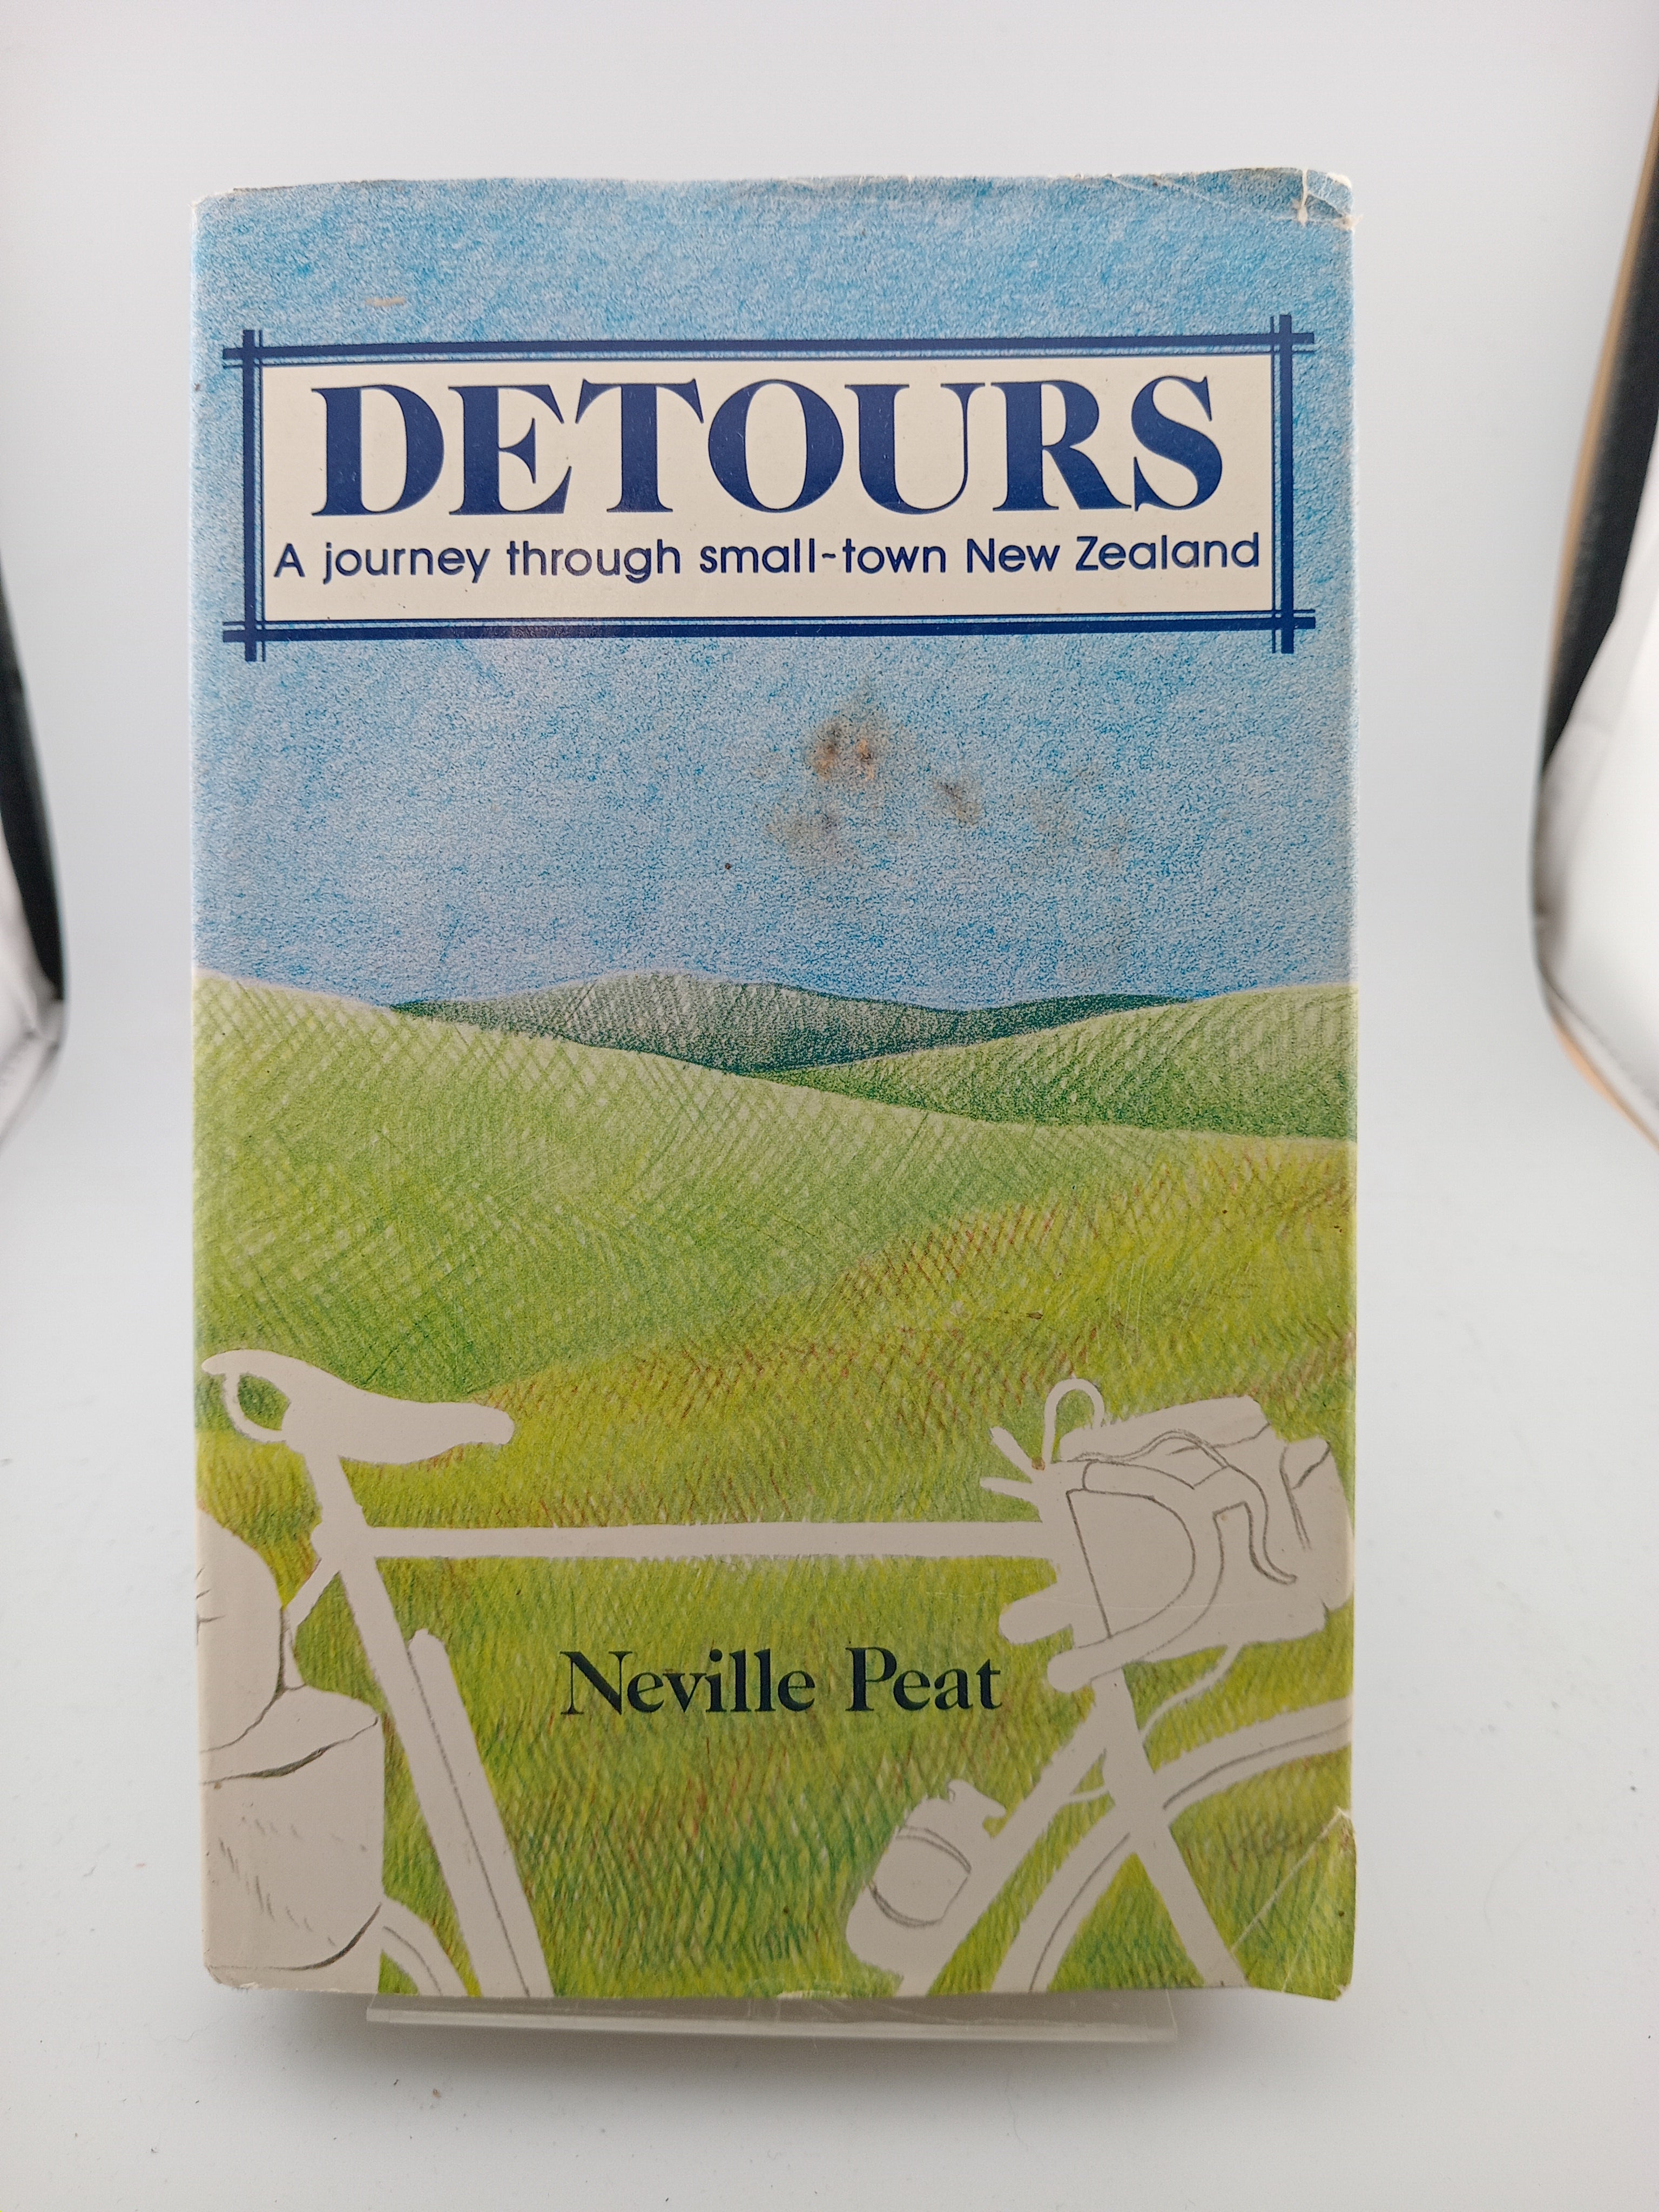 DETOURS
A journey through small-town New Zealand
Neville Peat